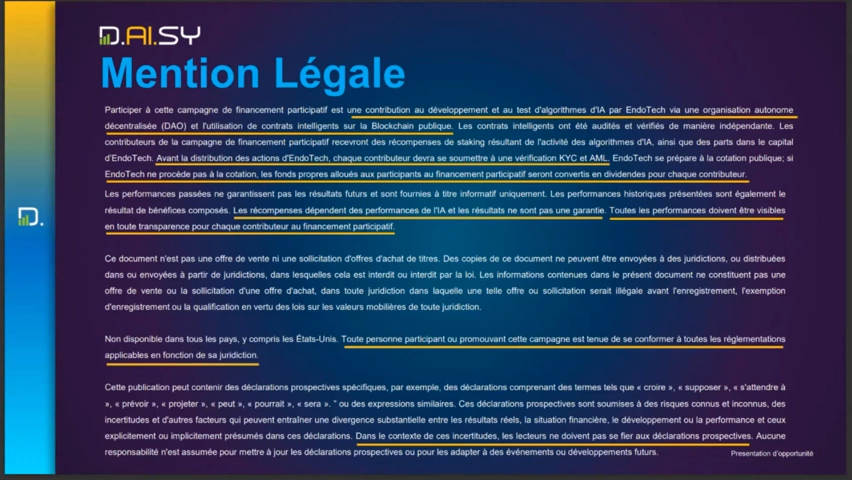 D.AI.SY
Mention Légale
Participer à cette campagne de financement participatif est une contribution au développement et au test d'algorithmes d'IA par EndoTech via une organisation autonome
décentralisée (DAO) et l'utilisation de contrats intelligents sur la Blockchain publique. Les contrats intelligents ont été audités et vérifiés de manière indépendante. Les
contributeurs de la campagne de financement participatif recevront des récompenses de staking résultant de l'activité des algorithmes d'IA, ainsi que des parts dans le capital
d'EndoTech. Avant la distribution des actions d'EndoTech, chaque contributeur devra se soumettre à une vérification KYC et AML. EndoTech se prépare à la cotation publique; si
EndoTech ne procède pas à la cotation, les fonds propres alloués aux participants au financement participatif seront convertis en dividendes pour chaque contributeur.
Les performances passées ne garantissent pas les résultats futurs et sont fournies à titre informatif uniquement. Les performances historiques présentées sont également le
résultat de bénéfices composés. Les récompenses dépendent des performances de l'IA et les résultats ne sont pas une garantie. Toutes les performances doivent être visibles
en toute transparence pour chaque contributeur au financement participatif.
D.
Ce document n'est pas une offre de vente ni une sollicitation d'offres d'achat de titres. Des copies de ce document ne peuvent être envoyées à des juridictions, ou distribuées
dans ou envoyées à partir de juridictions, dans lesquelles cela est interdit ou interdit par la loi. Les informations contenues dans le présent document ne constituent pas une
offre de vente ou la sollicitation d'une offre d'achat, dans toute juridiction dans laquelle une telle offre ou sollicitation serait illégale avant l'enregistrement, l'exemption
d'enregistrement ou la qualification en vertu des lois sur les valeurs mobilières de toute juridiction.
Non disponible dans tous les pays, y compris les États-Unis. Toute personne participant ou promouvant cette campagne est tenue de se conformer à toutes les réglementations
applicables en fonction de sa juridiction.
Cette publication peut contenir des déclarations prospectives spécifiques, par exemple, des déclarations comprenant des termes tels que « croire », « supposer », « s'attendre à
», « prévoir », « projeter », « peut », « pourrait », « sera ». " ou des expressions similaires. Ces déclarations prospectives sont soumises à des risques connus et inconnus, des
incertitudes et d'autres facteurs qui peuvent entraîner une divergence substantielle entre les résultats réels, la situation financière, le développement ou la performance et ceux
explicitement ou implicitement présumés dans ces déclarations. Dans le contexte de ces incertitudes, les lecteurs ne doivent pas se fier aux déclarations prospectives. Aucune
responsabilité n'est assumée pour mettre à jour les déclarations prospectives ou pour les adapter à des événements ou développements futurs.
Presentation d'opportunité